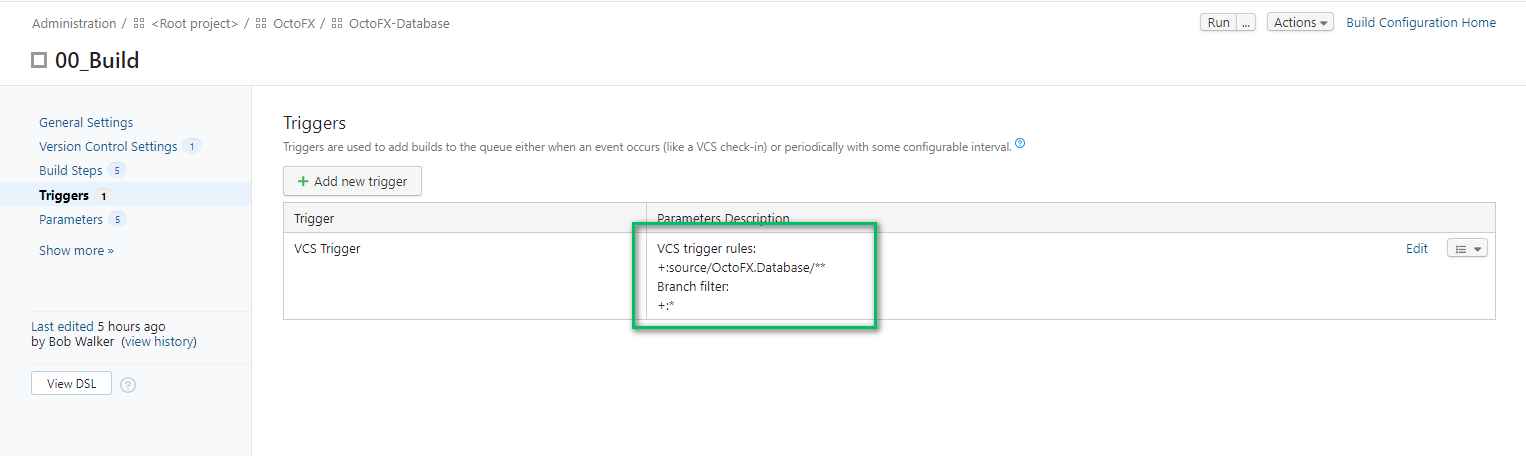 Administration / <Root project> / OctoFX / OctoFX-Database
Run ... Actions Build Configuration Home
00_Build
General Settings
Version Control Settings 1
Build Steps 5
Triggers 1
Parameters 5
Show more »
Last edited 5 hours ago
by Bob Walker (view history)
View DSL ?
Triggers
Triggers are used to add builds to the queue either when an event occurs (like a VCS check-in) or periodically with some configurable interval. ?
+ Add new trigger
Trigger Parameters Description
VCS Trigger VCS trigger rules: Edit
+:source/OctoFX.Database/**
Branch filter:
+:*